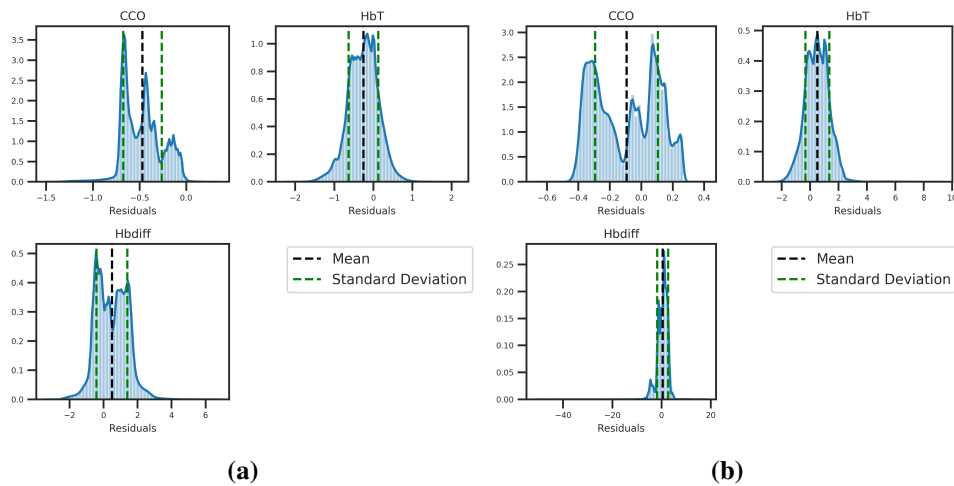 CCO
3.5
3.0
2.5
2.0
1.5
1.0
0.5
0.0
−1.5 −1.0 −0.5 0.0
Residuals
HbT
1.0
0.8
0.6
0.4
0.2
0.0
−2 −1 0 1 2
Residuals
Hbdiff
0.5
0.4
0.3
0.2
0.1
0.0
−2 0 2 4 6
Residuals
Mean
Standard Deviation
(a)
CCO
3.0
2.5
2.0
1.5
1.0
0.5
0.0
−0.6 −0.4 −0.2 0.0 0.2 0.4
Residuals
HbT
0.5
0.4
0.3
0.2
0.1
0.0
−2 0 2 4 6 8 10
Residuals
Hbdiff
0.25
0.20
0.15
0.10
0.05
0.00
−40 −20 0 20
Residuals
Mean
Standard Deviation
(b)